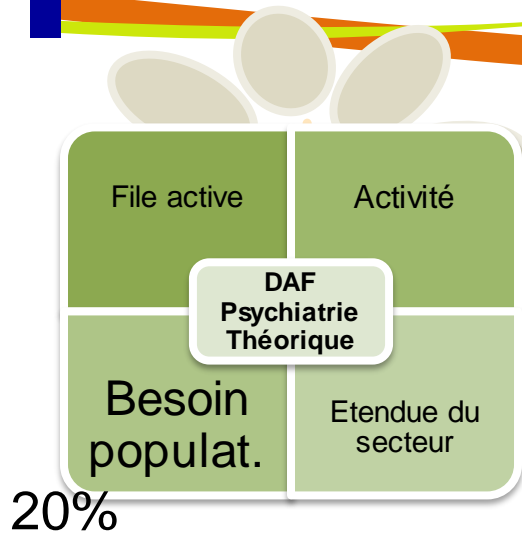 File active
Activité
DAF
Psychiatrie
Théorique
Besoin
populat.
Etendue du
secteur
20%